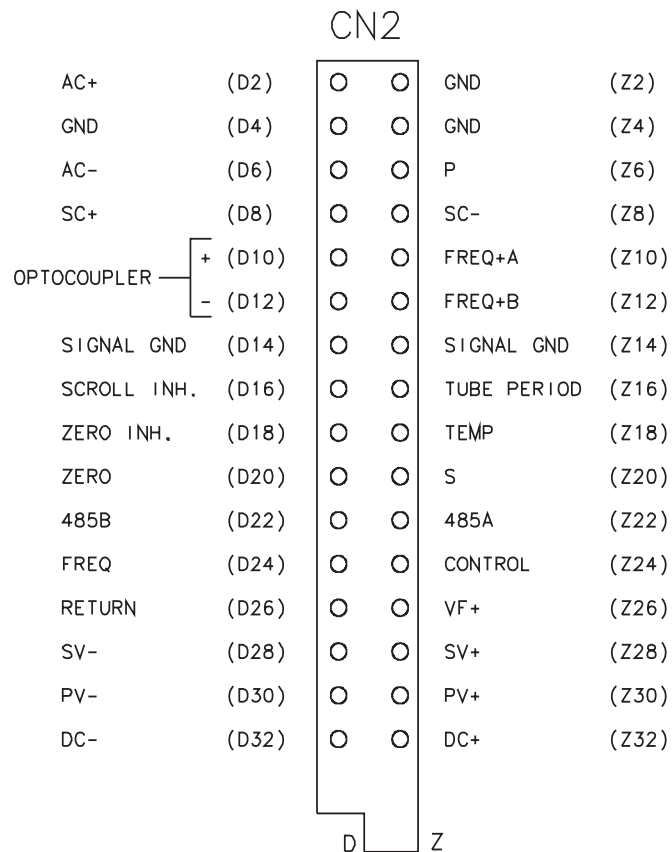 CN2
AC+ (D2) GND (Z2)
GND (D4) GND (Z4)
AC- (D6) P (Z6)
SC+ (D8) SC- (Z8)
+ (D10) FREQ+A (Z10)
OPTOCOUPLER
- (D12) FREQ+B (Z12)
SIGNAL GND (D14) SIGNAL GND (Z14)
SCROLL INH. (D16) TUBE PERIOD (Z16)
ZERO INH. (D18) TEMP (Z18)
ZERO (D20) S (Z20)
485B (D22) 485A (Z22)
FREQ (D24) CONTROL (Z24)
RETURN (D26) VF+ (Z26)
SV- (D28) SV+ (Z28)
PV- (D30) PV+ (Z30)
DC- (D32) DC+ (Z32)
D Z